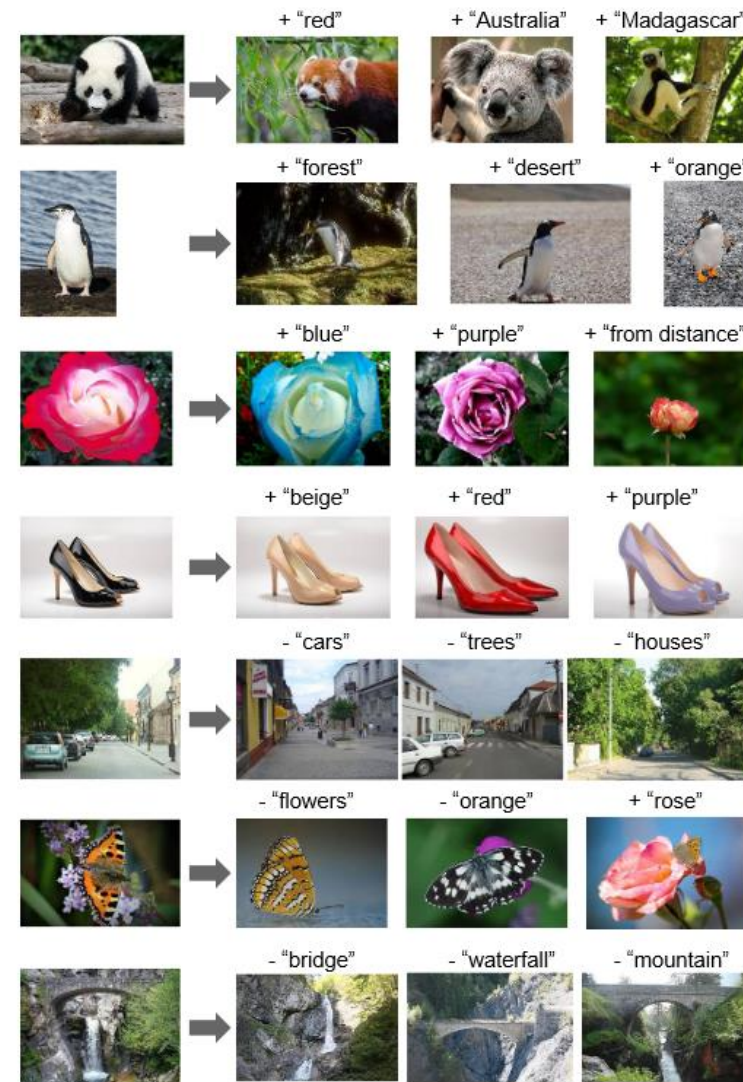 + “red” + “Australia” + “Madagascar”
+ “forest” + “desert” + “orange”
+ “blue” + “purple” + “from distance”
+ “beige” + “red” + “purple”
- “cars” - “trees” - “houses”
- “flowers” - “orange” + “rose”
- “bridge” - “waterfall” - “mountain”